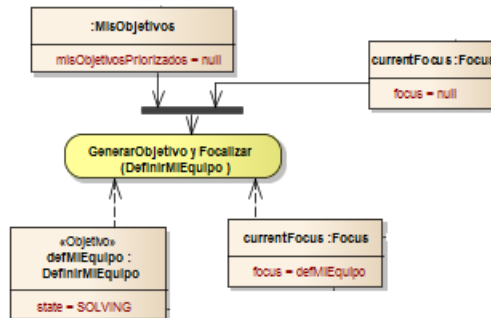 :MisObjetivos
misObjetivosPriorizados = null
currentFocus :Focus
focus = null
GenerarObjetivo y Focalizar
(DefinirMiEquipo )
«Objetivo»
defMiEquipo :
DefinirMiEquipo
state = SOLVING
currentFocus :Focus
focus = defMiEquipo